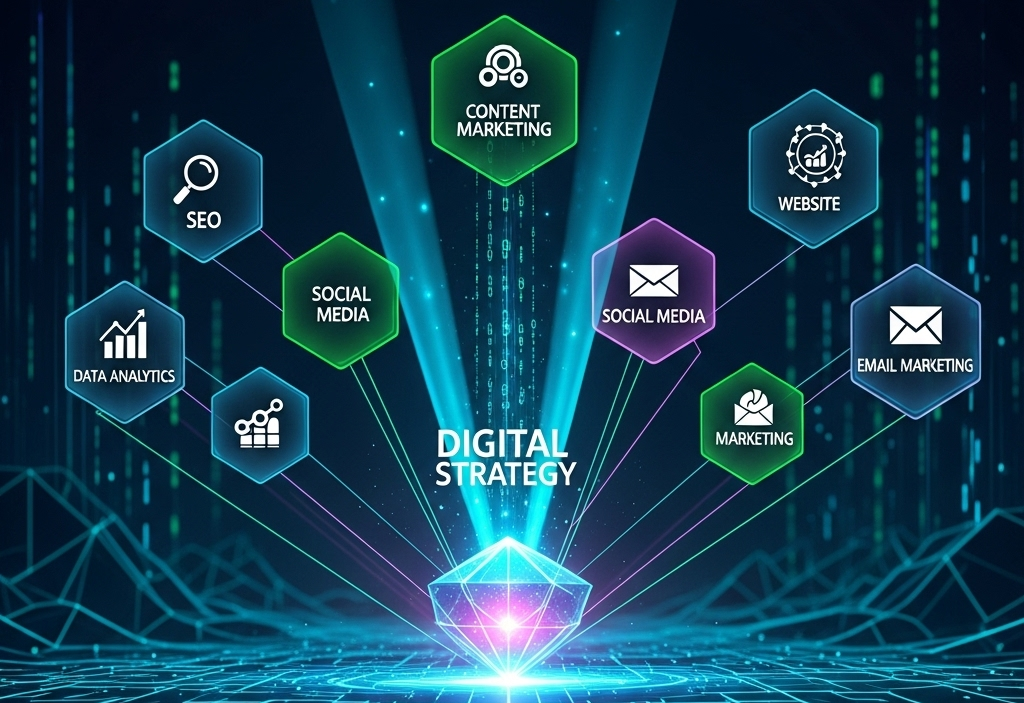 CONTENT
MARKETING
SEO
WEBSITE
SOCIAL
MEDIA
SOCIAL MEDIA
DATA ANALYTICS
EMAIL MARKETING
MARKETING
DIGITAL
STRATEGY